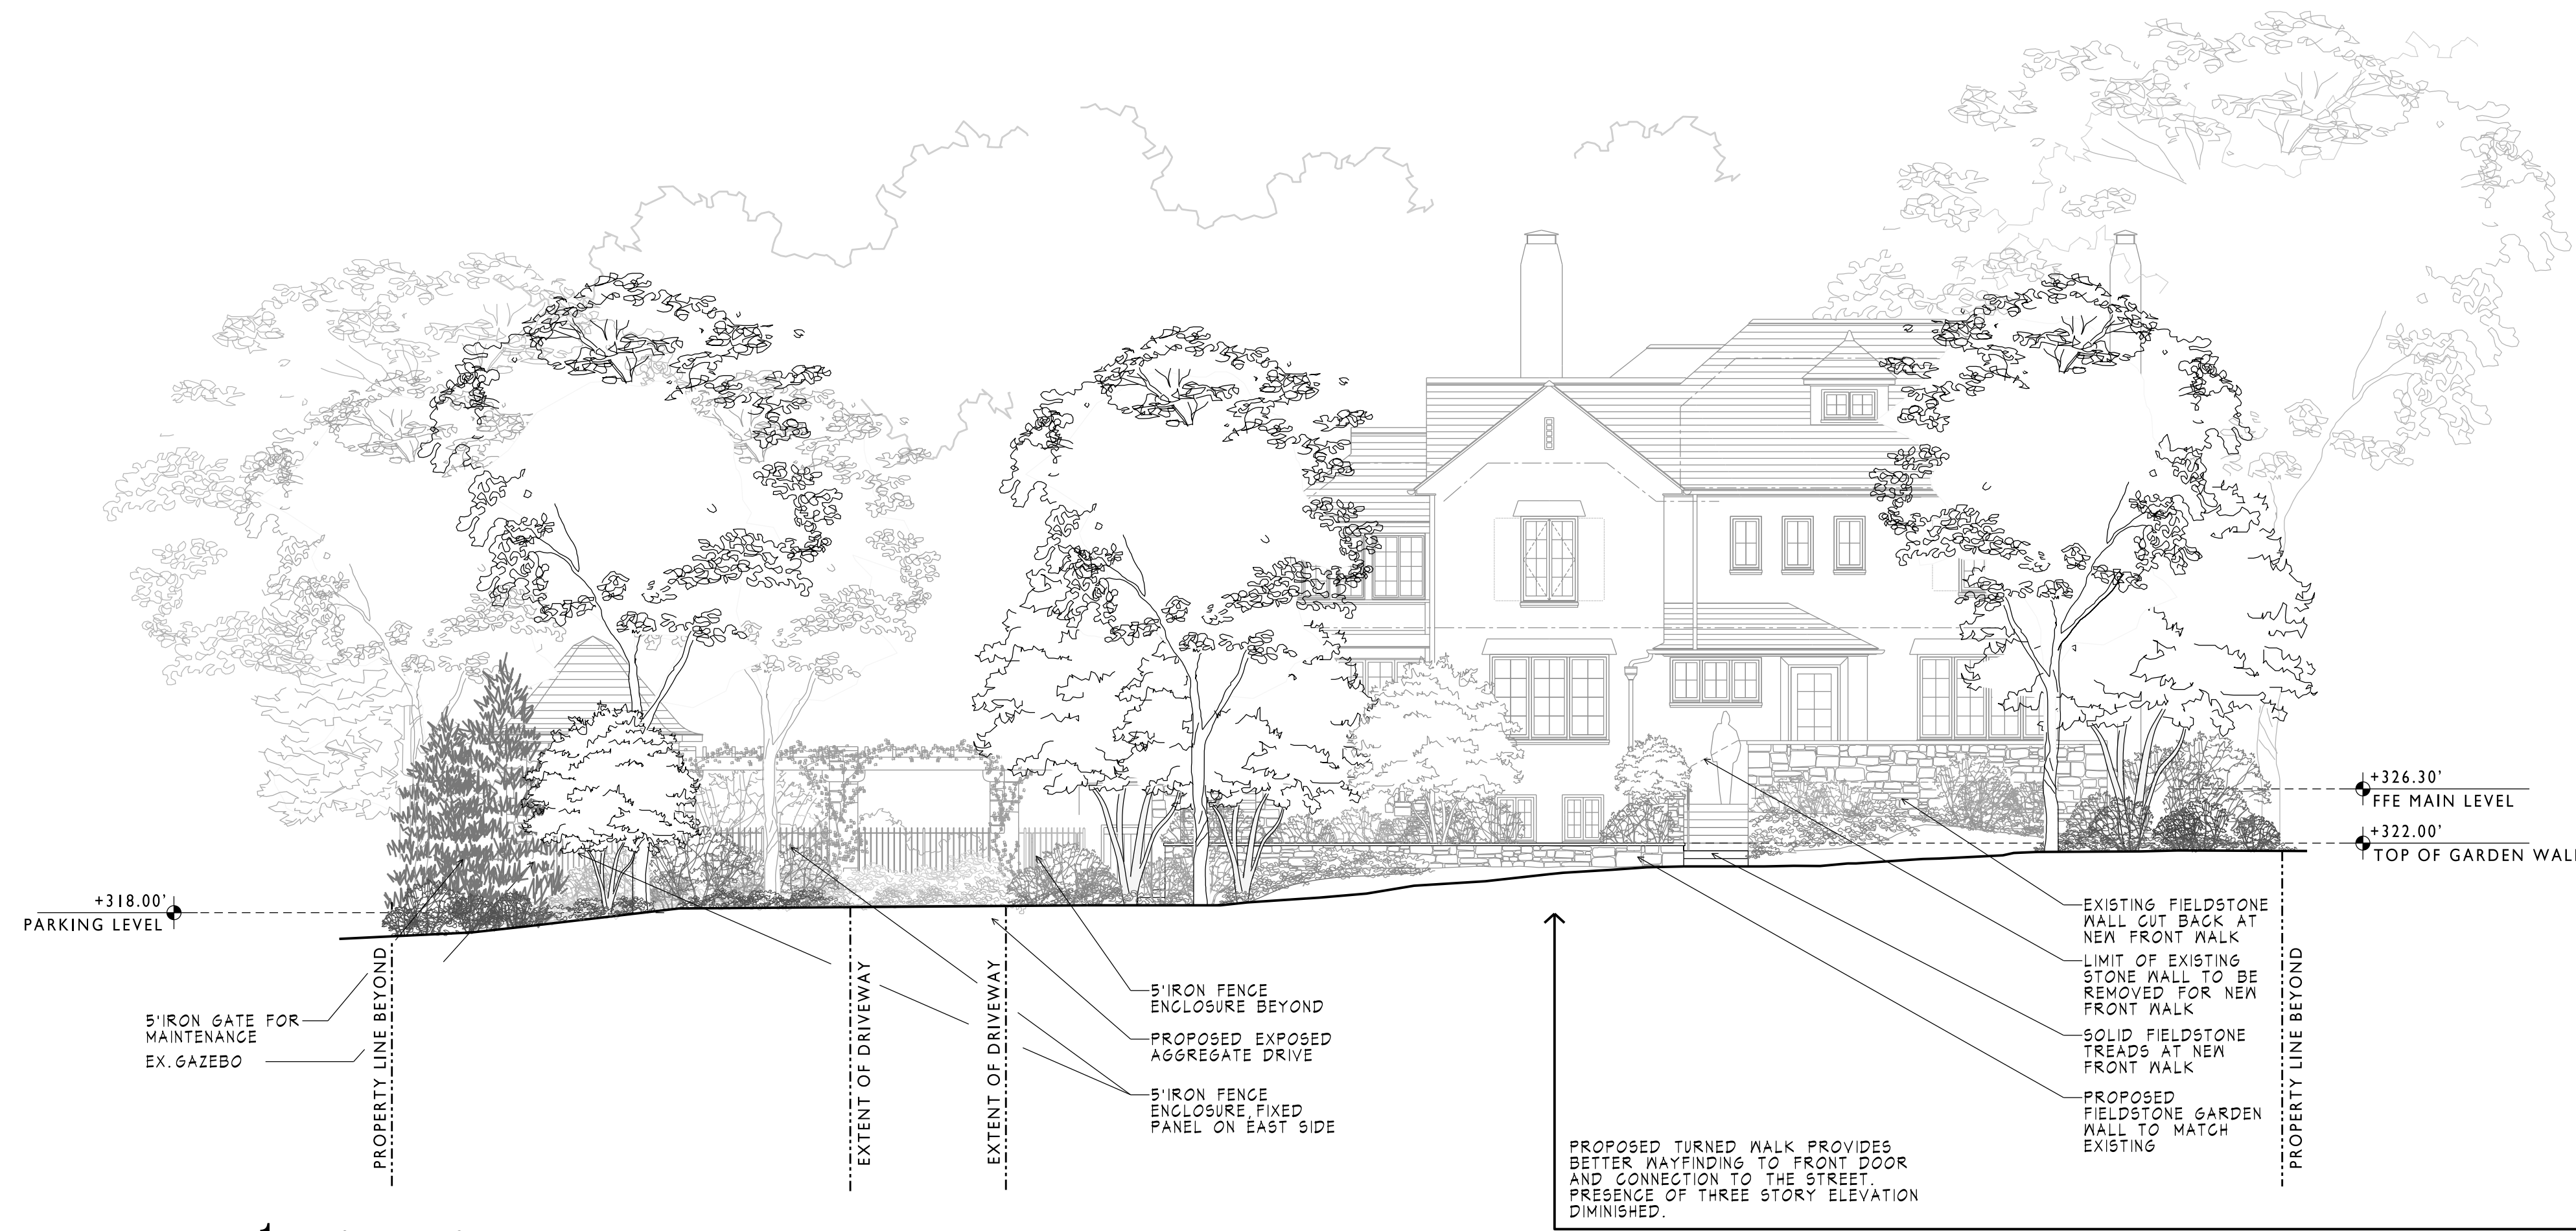 +326.30'
FFE MAIN LEVEL
+322.00'
TOP OF GARDEN WALL
+318.00'
PARKING LEVEL
5'IRON GATE FOR
MAINTENANCE
EX.GAZEBO
PROPERTY LINE BEYOND
EXTENT OF DRIVEWAY
EXTENT OF DRIVEWAY
5'IRON FENCE
ENCLOSURE BEYOND
PROPOSED EXPOSED
AGGREGATE DRIVE
5'IRON FENCE
ENCLOSURE, FIXED
PANEL ON EAST SIDE
PROPOSED TURNED WALK PROVIDES
BETTER WAYFINDING TO FRONT DOOR
AND CONNECTION TO THE STREET.
PRESENCE OF THREE STORY ELEVATION
DIMINISHED.
EXISTING FIELDSTONE
WALL CUT BACK AT
NEW FRONT WALK
LIMIT OF EXISTING
STONE WALL TO BE
REMOVED FOR NEW
FRONT WALK
SOLID FIELDSTONE
TREADS AT NEW
FRONT WALK
PROPOSED
FIELDSTONE GARDEN
WALL TO MATCH
EXISTING
PROPERTY LINE BEYOND